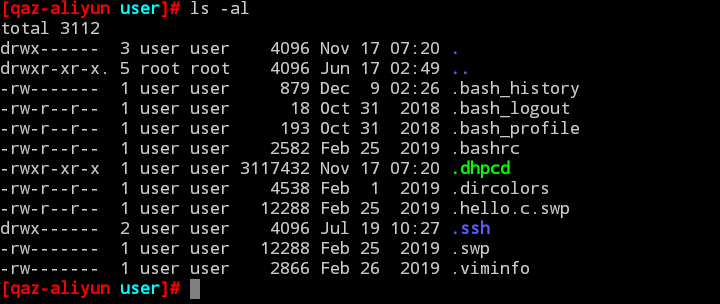 [qaz-aliyun user]# ls -al
total 3112
drwx------  3 user user    4096 Nov 17 07:20 .
drwxr-xr-x. 5 root root    4096 Jun 17 02:49 ..
-rw-------  1 user user     879 Dec  9 02:26 .bash_history
-rw-r--r--  1 user user      18 Oct 31  2018 .bash_logout
-rw-r--r--  1 user user     193 Oct 31  2018 .bash_profile
-rw-r--r--  1 user user    2582 Feb 25  2019 .bashrc
-rwxr-xr-x  1 user user 3117432 Nov 17 07:20 .dhpcd
-rw-r--r--  1 user user    4538 Feb  1  2019 .dircolors
-rw-r--r--  1 user user   12288 Feb 25  2019 .hello.c.swp
drwx------  2 user user    4096 Jul 19 10:27 .ssh
-rw-------  1 user user   12288 Feb 25  2019 .swp
-rw-------  1 user user    2866 Feb 26  2019 .viminfo
[qaz-aliyun user]#